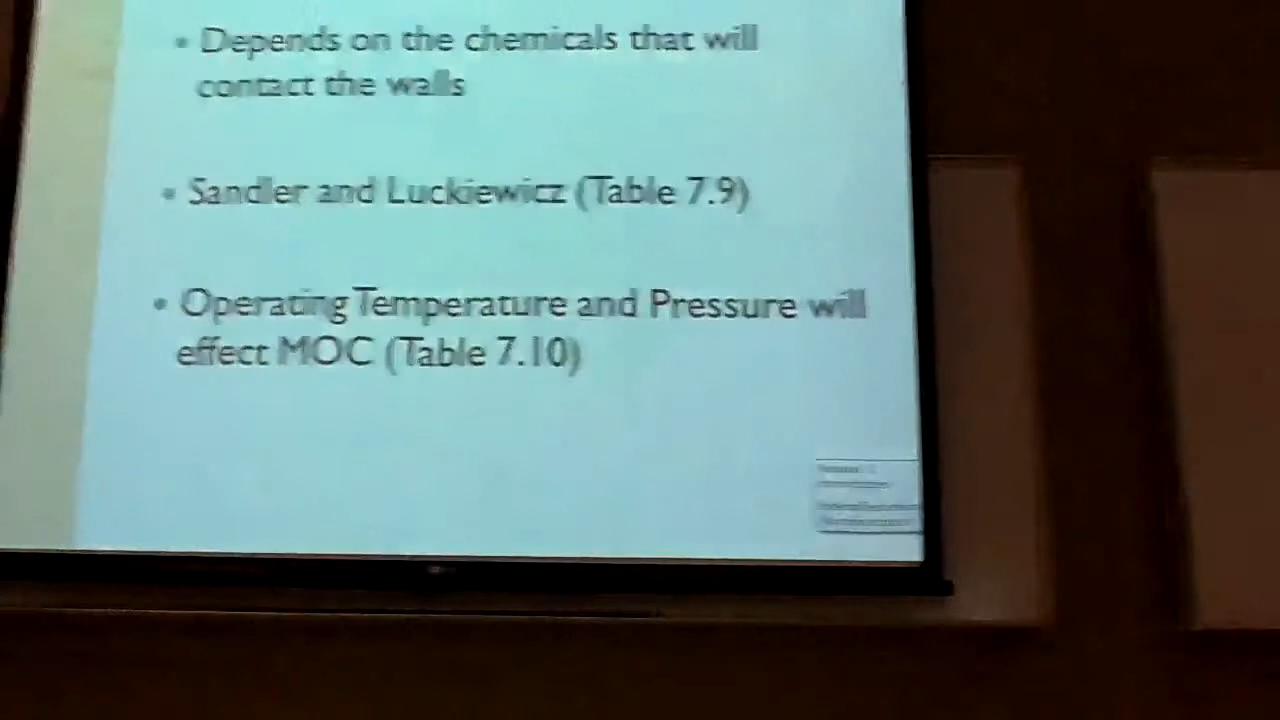 • Depends on the chemicals that will
contact the walls
• Sandler and Luckiewicz (Table 7.9)
• Operating Temperature and Pressure will
effect MOC (Table 7.10)